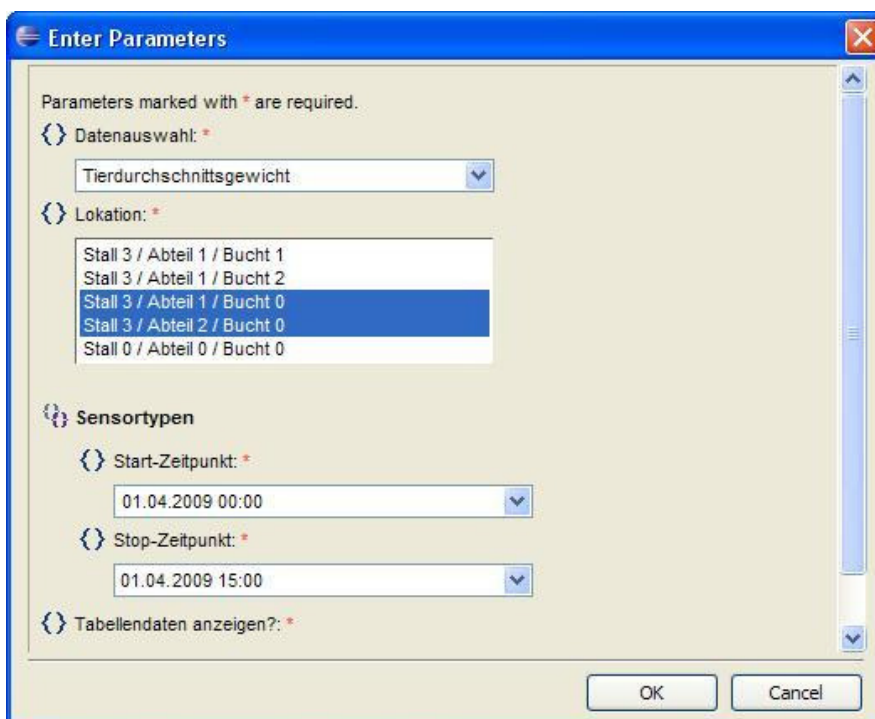 Enter Parameters
Parameters marked with * are required.
{} Datenauswahl: *
Tierdurchschnittsgewicht
{} Lokation: *
Stall 3 / Abteil 1 / Bucht 1
Stall 3 / Abteil 1 / Bucht 2
Stall 3 / Abteil 1 / Bucht 0
Stall 3 / Abteil 2 / Bucht 0
Stall 0 / Abteil 0 / Bucht 0
Sensortypen
{} Start-Zeitpunkt: *
01.04.2009 00:00
{} Stop-Zeitpunkt: *
01.04.2009 15:00
{} Tabellendaten anzeigen?: *
OK
Cancel